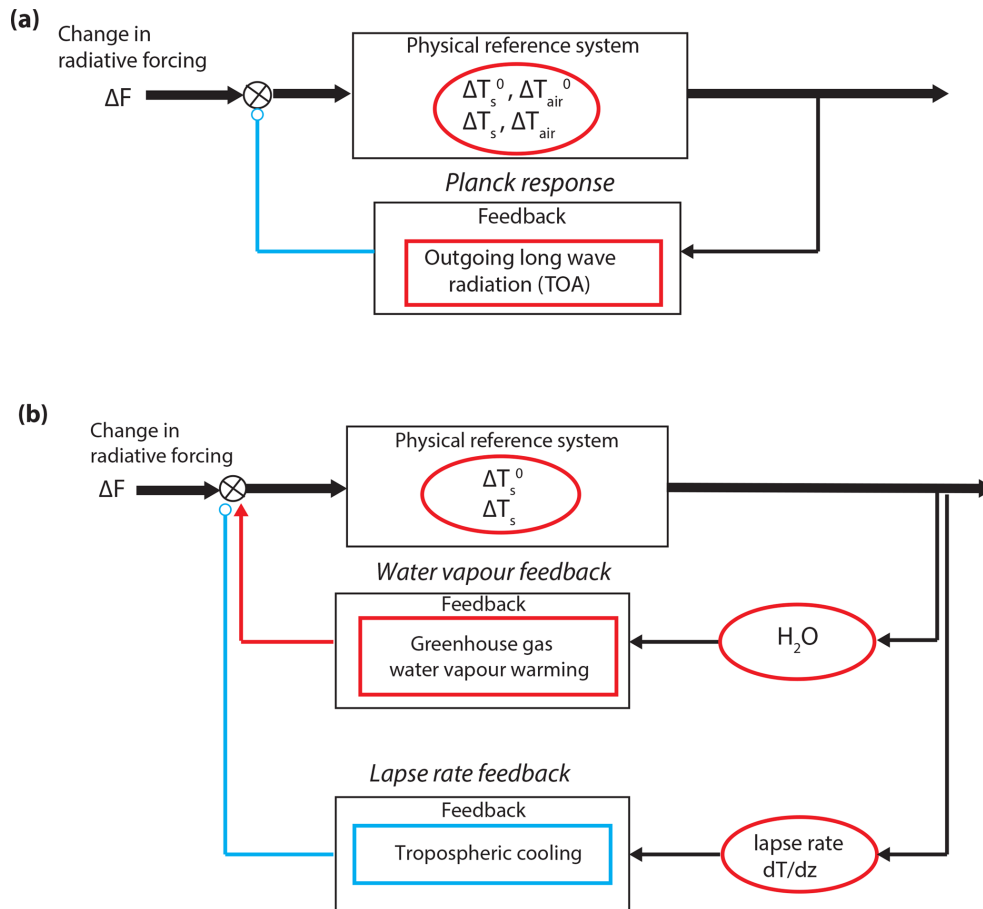 (a)
Change in
radiative forcing
ΔF
Physical reference system
ΔTs⁰ , ΔTair⁰
ΔTs , ΔTair
Planck response
Feedback
Outgoing long wave
radiation (TOA)
(b)
Change in
radiative forcing
ΔF
Physical reference system
ΔTs⁰
ΔTs
Water vapour feedback
Feedback
Greenhouse gas
water vapour warming
H₂O
Lapse rate feedback
Feedback
Tropospheric cooling
lapse rate
dT/dz